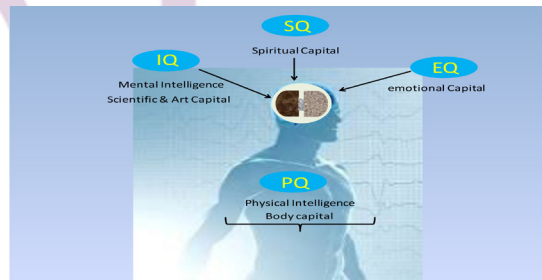 SQ
Spiritual Capital
IQ
Mental Intelligence
Scientific & Art Capital
EQ
emotional Capital
PQ
Physical Intelligence
Body capital